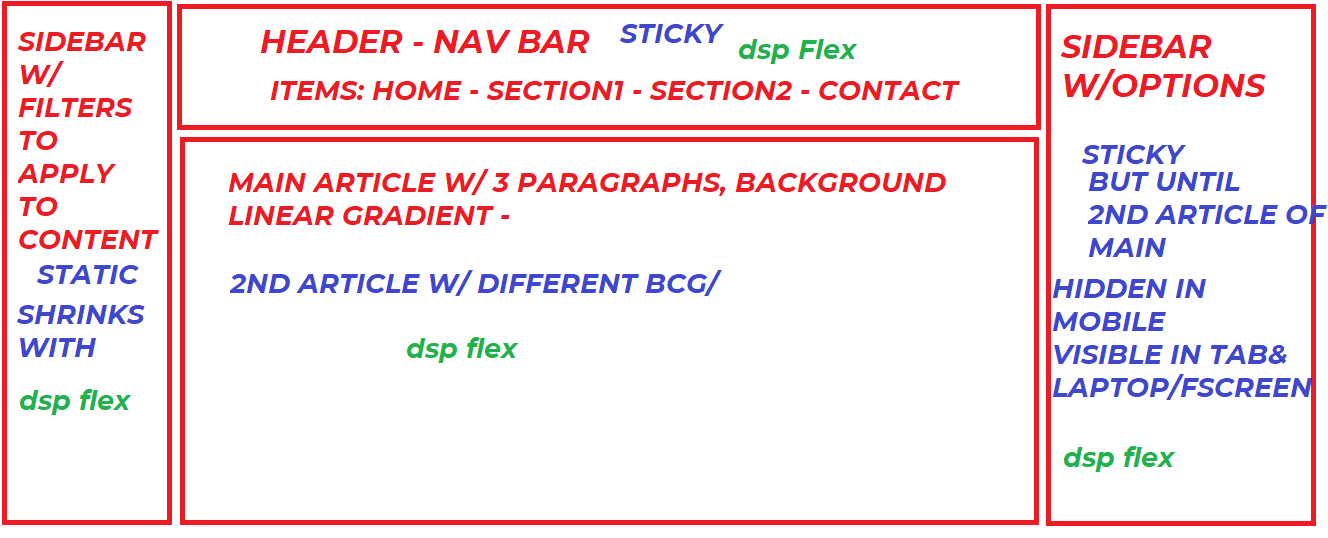 SIDEBAR
W/
FILTERS
TO
APPLY
TO
CONTENT
STATIC
SHRINKS
WITH
dsp flex
HEADER - NAV BAR STICKY dsp Flex
ITEMS: HOME - SECTION1 - SECTION2 - CONTACT
MAIN ARTICLE W/ 3 PARAGRAPHS, BACKGROUND
LINEAR GRADIENT -
2ND ARTICLE W/ DIFFERENT BCG/
dsp flex
SIDEBAR
W/OPTIONS
STICKY
BUT UNTIL
2ND ARTICLE OF
MAIN
HIDDEN IN
MOBILE
VISIBLE IN TAB&
LAPTOP/FSCREEN
dsp flex